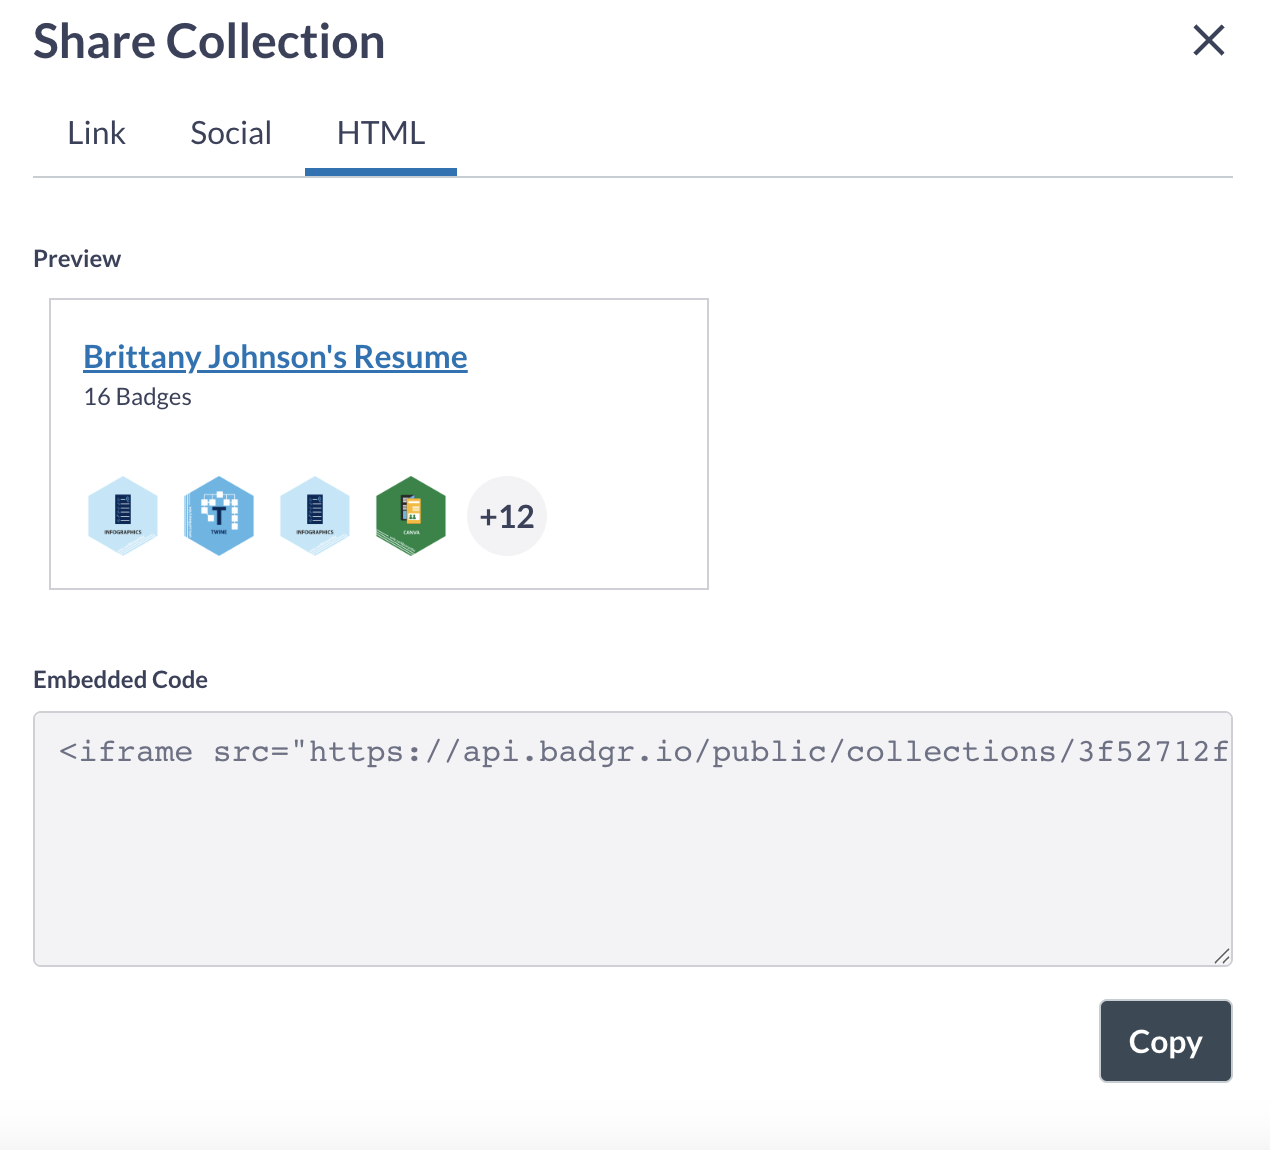 Share Collection
Link Social HTML
Preview
Brittany Johnson's Resume
16 Badges
INFOGRAPHICS
T
TWINE
INFOGRAPHICS
CANVA
+12
Embedded Code
<iframe src="https://api.badgr.io/public/collections/3f52712f
Copy